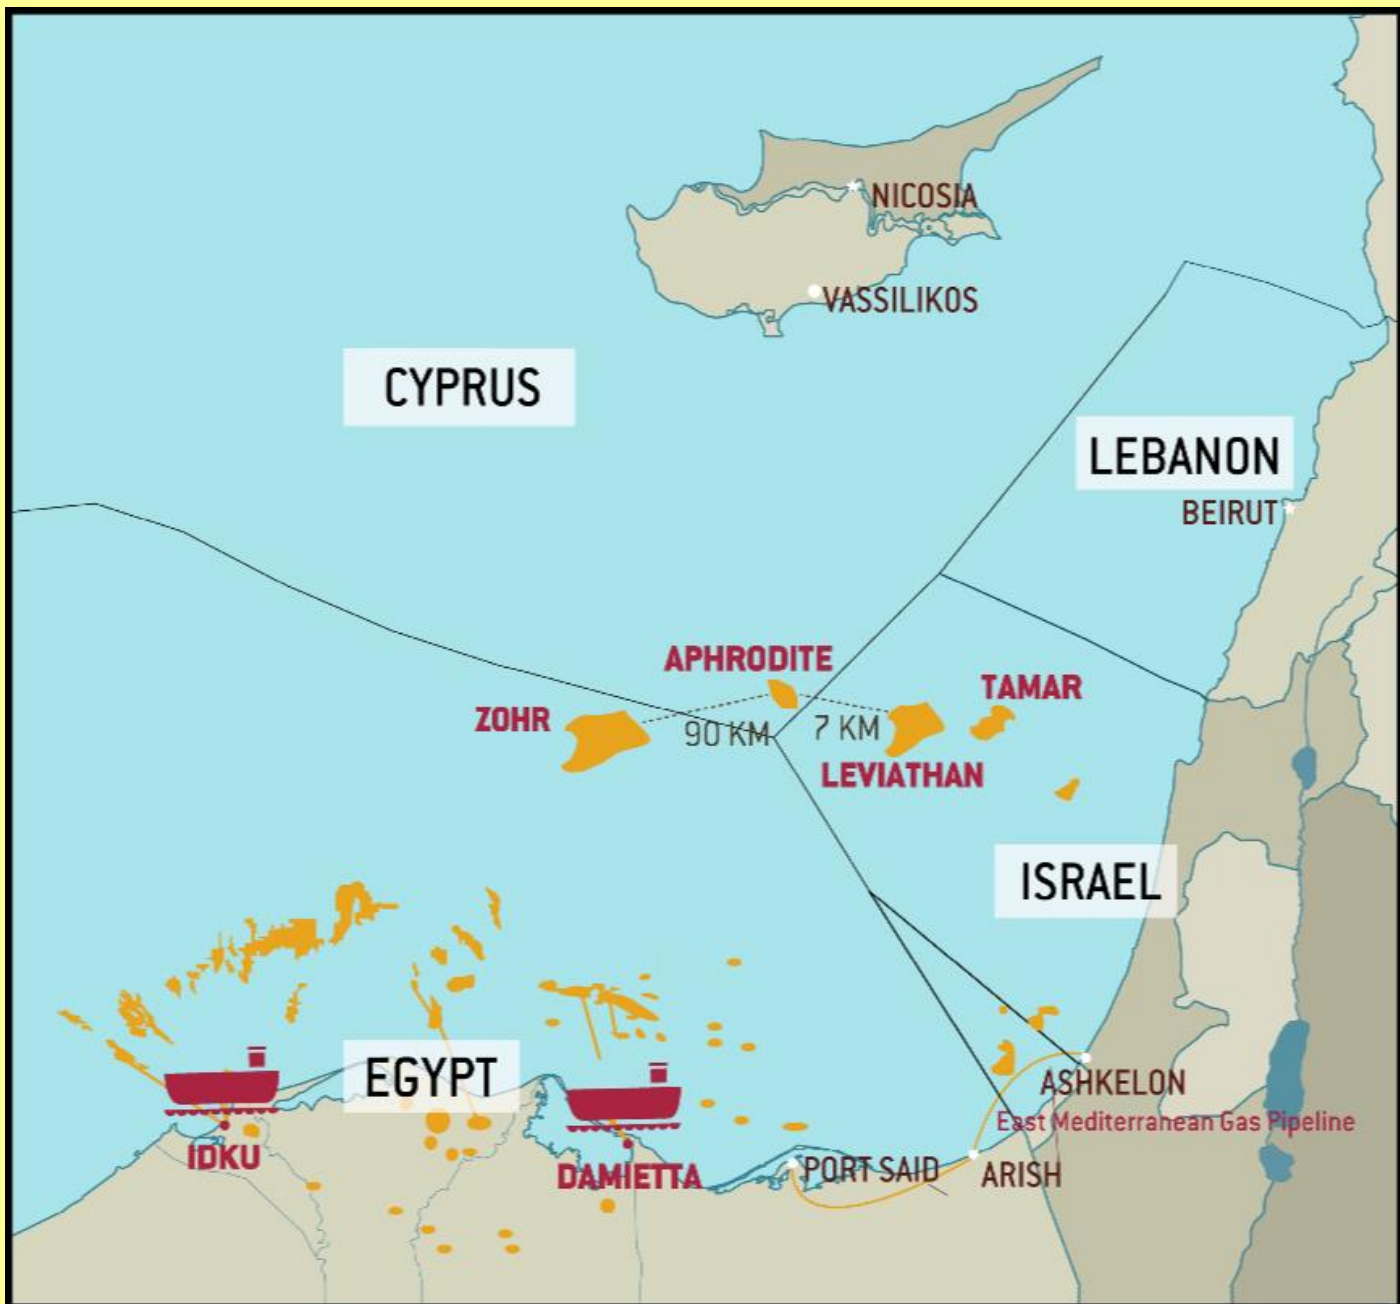 NICOSIA
VASSILIKOS
CYPRUS
LEBANON
BEIRUT
APHRODITE
TAMAR
ZOHR
90 KM
7 KM
LEVIATHAN
ISRAEL
EGYPT
ASHKELON
East Mediterranean Gas Pipeline
IDKU
DAMIETTA
PORT SAID
ARISH